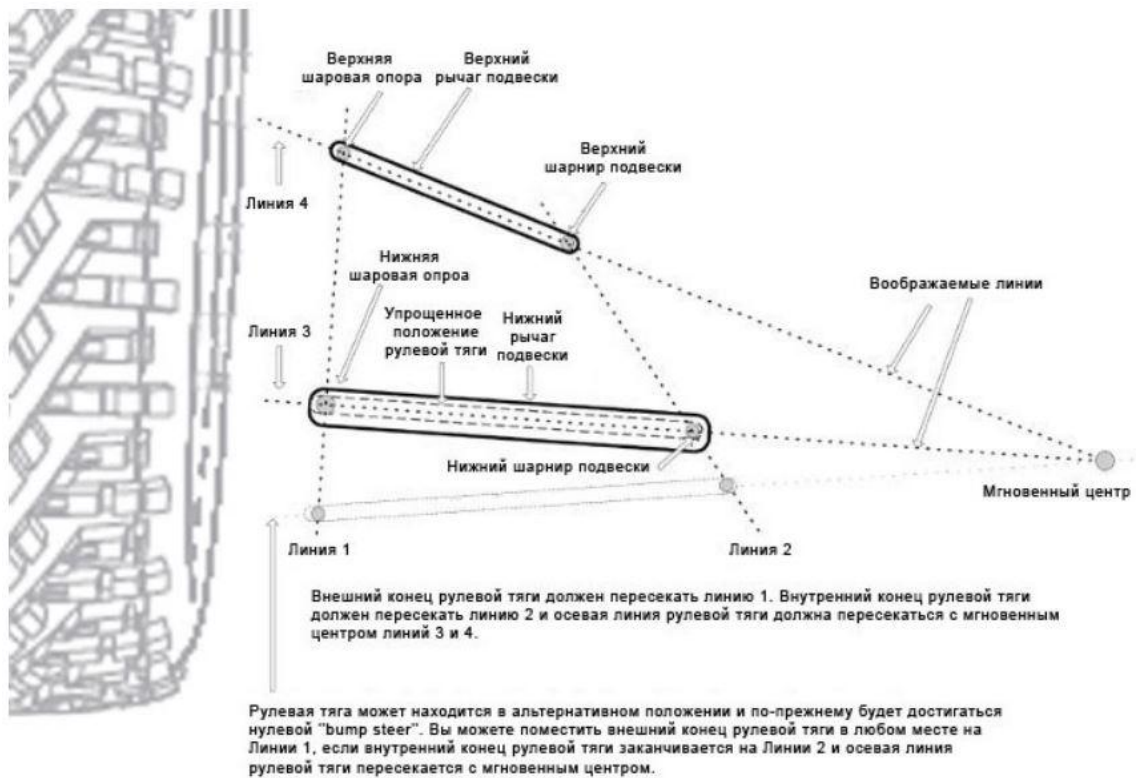 Верхняя
шаровая опора
Верхний
рычаг подвески
Верхний
шарнир подвески
Линия 4
Нижняя
шаровая опроа
Воображаемые линии
Упрощенное
положение
рулевой тяги
Нижний
рычаг
подвески
Линия 3
Нижний шарнир подвески
Мгновенный центр
Линия 1
Линия 2
Внешний конец рулевой тяги должен пересекать линию 1. Внутренний конец рулевой тяги
должен пересекать линию 2 и осевая линия рулевой тяги должна пересекаться с мгновенным
центром линий 3 и 4.
Рулевая тяга может находится в альтернативном положении и по-прежнему будет достигаться
нулевой "bump steer". Вы можете поместить внешний конец рулевой тяги в любом месте на
Линии 1, если внутренний конец рулевой тяги заканчивается на Линии 2 и осевая линия
рулевой тяги пересекается с мгновенным центром.